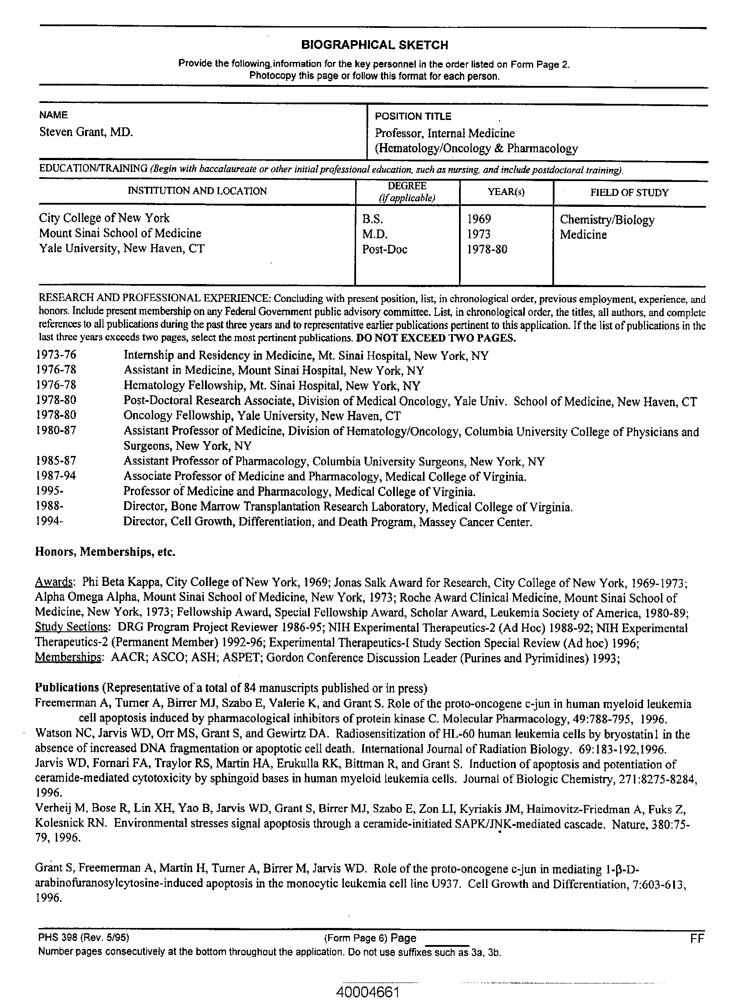 BIOGRAPHICAL SKETCH
Provide the following information for the key personnel in the order listed on Form Page 2.
Photocopy this page or follow this format for each person.
NAME
Steven Grant, MD.
POSITION TITLE
Professor, Internal Medicine
(Hematology/Oncology & Pharmacology
EDUCATION/TRAINING (Begin with baccalaureate or other initial professional education, such as nursing, and include postdoctoral training).
INSTITUTION AND LOCATION DEGREE (if applicable) YEAR(s) FIELD OF STUDY
City College of New York B.S. 1969 Chemistry/Biology
Mount Sinai School of Medicine M.D. 1973 Medicine
Yale University, New Haven, CT Post-Doc 1978-80
RESEARCH AND PROFESSIONAL EXPERIENCE: Concluding with present position, list, in chronological order, previous employment, experience, and
honors. Include present membership on any Federal Government public advisory committee. List, in chronological order, the titles, all authors, and complete
references to all publications during the past three years and to representative earlier publications pertinent to this application. If the list of publications in the
last three years exceeds two pages, select the most pertinent publications. DO NOT EXCEED TWO PAGES.
1973-76 Internship and Residency in Medicine, Mt. Sinai Hospital, New York, NY
1976-78 Assistant in Medicine, Mount Sinai Hospital, New York, NY
1976-78 Hematology Fellowship, Mt. Sinai Hospital, New York, NY
1978-80 Post-Doctoral Research Associate, Division of Medical Oncology, Yale Univ. School of Medicine, New Haven, CT
1978-80 Oncology Fellowship, Yale University, New Haven, CT
1980-87 Assistant Professor of Medicine, Division of Hematology/Oncology, Columbia University College of Physicians and
Surgeons, New York, NY
1985-87 Assistant Professor of Pharmacology, Columbia University Surgeons, New York, NY
1987-94 Associate Professor of Medicine and Pharmacology, Medical College of Virginia.
1995- Professor of Medicine and Pharmacology, Medical College of Virginia.
1988- Director, Bone Marrow Transplantation Research Laboratory, Medical College of Virginia.
1994- Director, Cell Growth, Differentiation, and Death Program, Massey Cancer Center.
Honors, Memberships, etc.
Awards: Phi Beta Kappa, City College of New York, 1969; Jonas Salk Award for Research, City College of New York, 1969-1973;
Alpha Omega Alpha, Mount Sinai School of Medicine, New York, 1973; Roche Award Clinical Medicine, Mount Sinai School of
Medicine, New York, 1973; Fellowship Award, Special Fellowship Award, Scholar Award, Leukemia Society of America, 1980-89;
Study Sections: DRG Program Project Reviewer 1986-95; NIH Experimental Therapeutics-2 (Ad Hoc) 1988-92; NIH Experimental
Therapeutics-2 (Permanent Member) 1992-96; Experimental Therapeutics-I Study Section Special Review (Ad hoc) 1996;
Memberships: AACR; ASCO; ASH; ASPET; Gordon Conference Discussion Leader (Purines and Pyrimidines) 1993;
Publications (Representative of a total of 84 manuscripts published or in press)
Freemerman A, Turner A, Birrer MJ, Szabo E, Valerie K, and Grant S. Role of the proto-oncogene c-jun in human myeloid leukemia
cell apoptosis induced by pharmacological inhibitors of protein kinase C. Molecular Pharmacology, 49:788-795, 1996.
Watson NC, Jarvis WD, Orr MS, Grant S, and Gewirtz DA. Radiosensitization of HL-60 human leukemia cells by bryostatin1 in the
absence of increased DNA fragmentation or apoptotic cell death. International Journal of Radiation Biology. 69:183-192,1996.
Jarvis WD, Fornari FA, Traylor RS, Martin HA, Erukulla RK, Bittman R, and Grant S. Induction of apoptosis and potentiation of
ceramide-mediated cytotoxicity by sphingoid bases in human myeloid leukemia cells. Journal of Biologic Chemistry, 271:8275-8284,
1996.
Verheij M, Bose R, Lin XH, Yao B, Jarvis WD, Grant S, Birrer MJ, Szabo E, Zon LI, Kyriakis JM, Haimovitz-Friedman A, Fuks Z,
Kolesnick RN. Environmental stresses signal apoptosis through a ceramide-initiated SAPK/JNK-mediated cascade. Nature, 380:75-
79, 1996.
Grant S, Freemerman A, Martin H, Turner A, Birrer M, Jarvis WD. Role of the proto-oncogene c-jun in mediating 1-β-D-
arabinofuranosylcytosine-induced apoptosis in the monocytic leukemia cell line U937. Cell Growth and Differentiation, 7:603-613,
1996.
PHS 398 (Rev. 5/95) (Form Page 6) Page FF
Number pages consecutively at the bottom throughout the application. Do not use suffixes such as 3a, 3b.
40004661